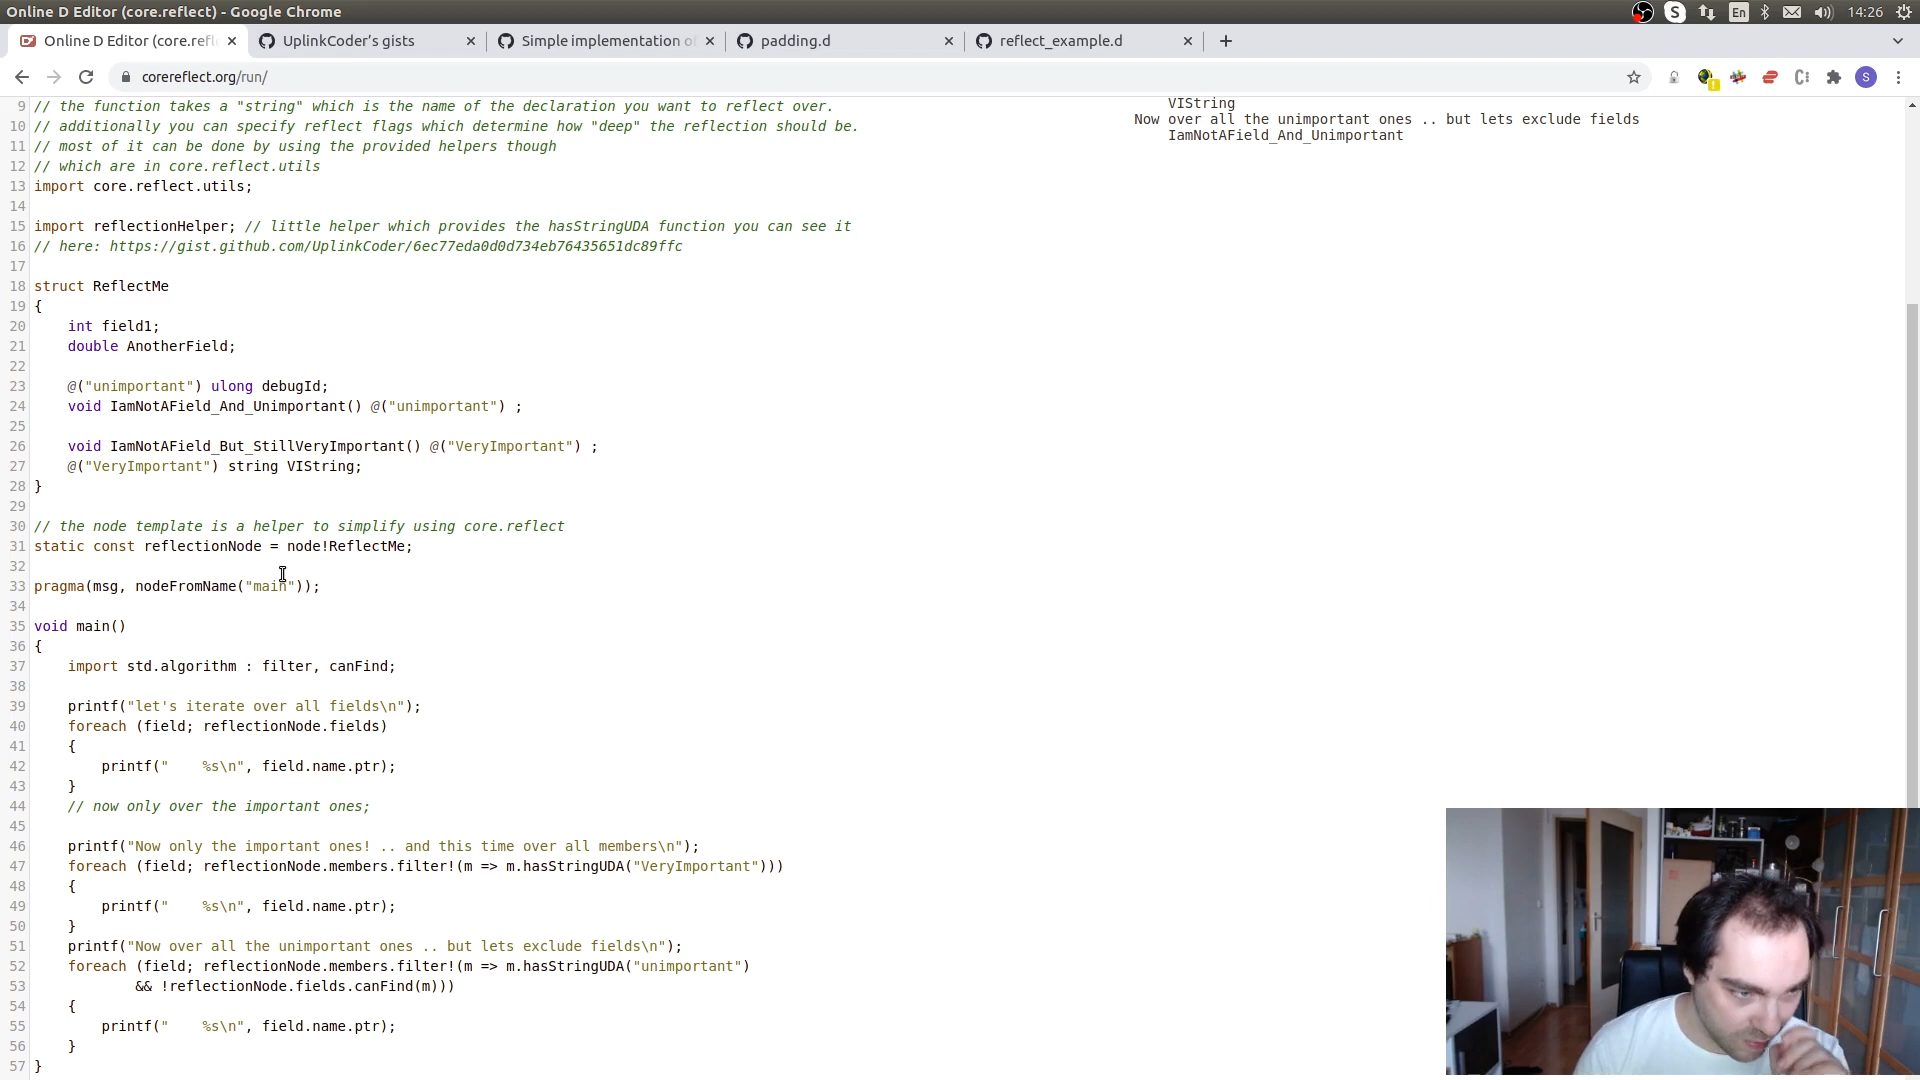 Online D Editor (core.reflect) - Google Chrome
En
14:26
Online D Editor (core.refl
UplinkCoder's gists
Simple implementation o
padding.d
reflect_example.d
corereflect.org/run/
S
9 // the function takes a "string" which is the name of the declaration you want to reflect over.
10 // additionally you can specify reflect flags which determine how "deep" the reflection should be.
11 // most of it can be done by using the provided helpers though
12 // which are in core.reflect.utils
13 import core.reflect.utils;
14
15 import reflectionHelper; // little helper which provides the hasStringUDA function you can see it
16 // here: https://gist.github.com/UplinkCoder/6ec77eda0d0d734eb76435651dc89ffc
17
18 struct ReflectMe
19 {
20     int field1;
21     double AnotherField;
22
23     @("unimportant") ulong debugId;
24     void IamNotAField_And_Unimportant() @("unimportant") ;
25
26     void IamNotAField_But_StillVeryImportant() @("VeryImportant") ;
27     @("VeryImportant") string VIString;
28 }
29
30 // the node template is a helper to simplify using core.reflect
31 static const reflectionNode = node!ReflectMe;
32
33 pragma(msg, nodeFromName("main"));
34
35 void main()
36 {
37     import std.algorithm : filter, canFind;
38
39     printf("let's iterate over all fields\n");
40     foreach (field; reflectionNode.fields)
41     {
42         printf("    %s\n", field.name.ptr);
43     }
44     // now only over the important ones;
45
46     printf("Now only the important ones! .. and this time over all members\n");
47     foreach (field; reflectionNode.members.filter!(m => m.hasStringUDA("VeryImportant")))
48     {
49         printf("    %s\n", field.name.ptr);
50     }
51     printf("Now over all the unimportant ones .. but lets exclude fields\n");
52     foreach (field; reflectionNode.members.filter!(m => m.hasStringUDA("unimportant")
53             && !reflectionNode.fields.canFind(m)))
54     {
55         printf("    %s\n", field.name.ptr);
56     }
57 }
VIString
Now over all the unimportant ones .. but lets exclude fields
IamNotAField_And_Unimportant